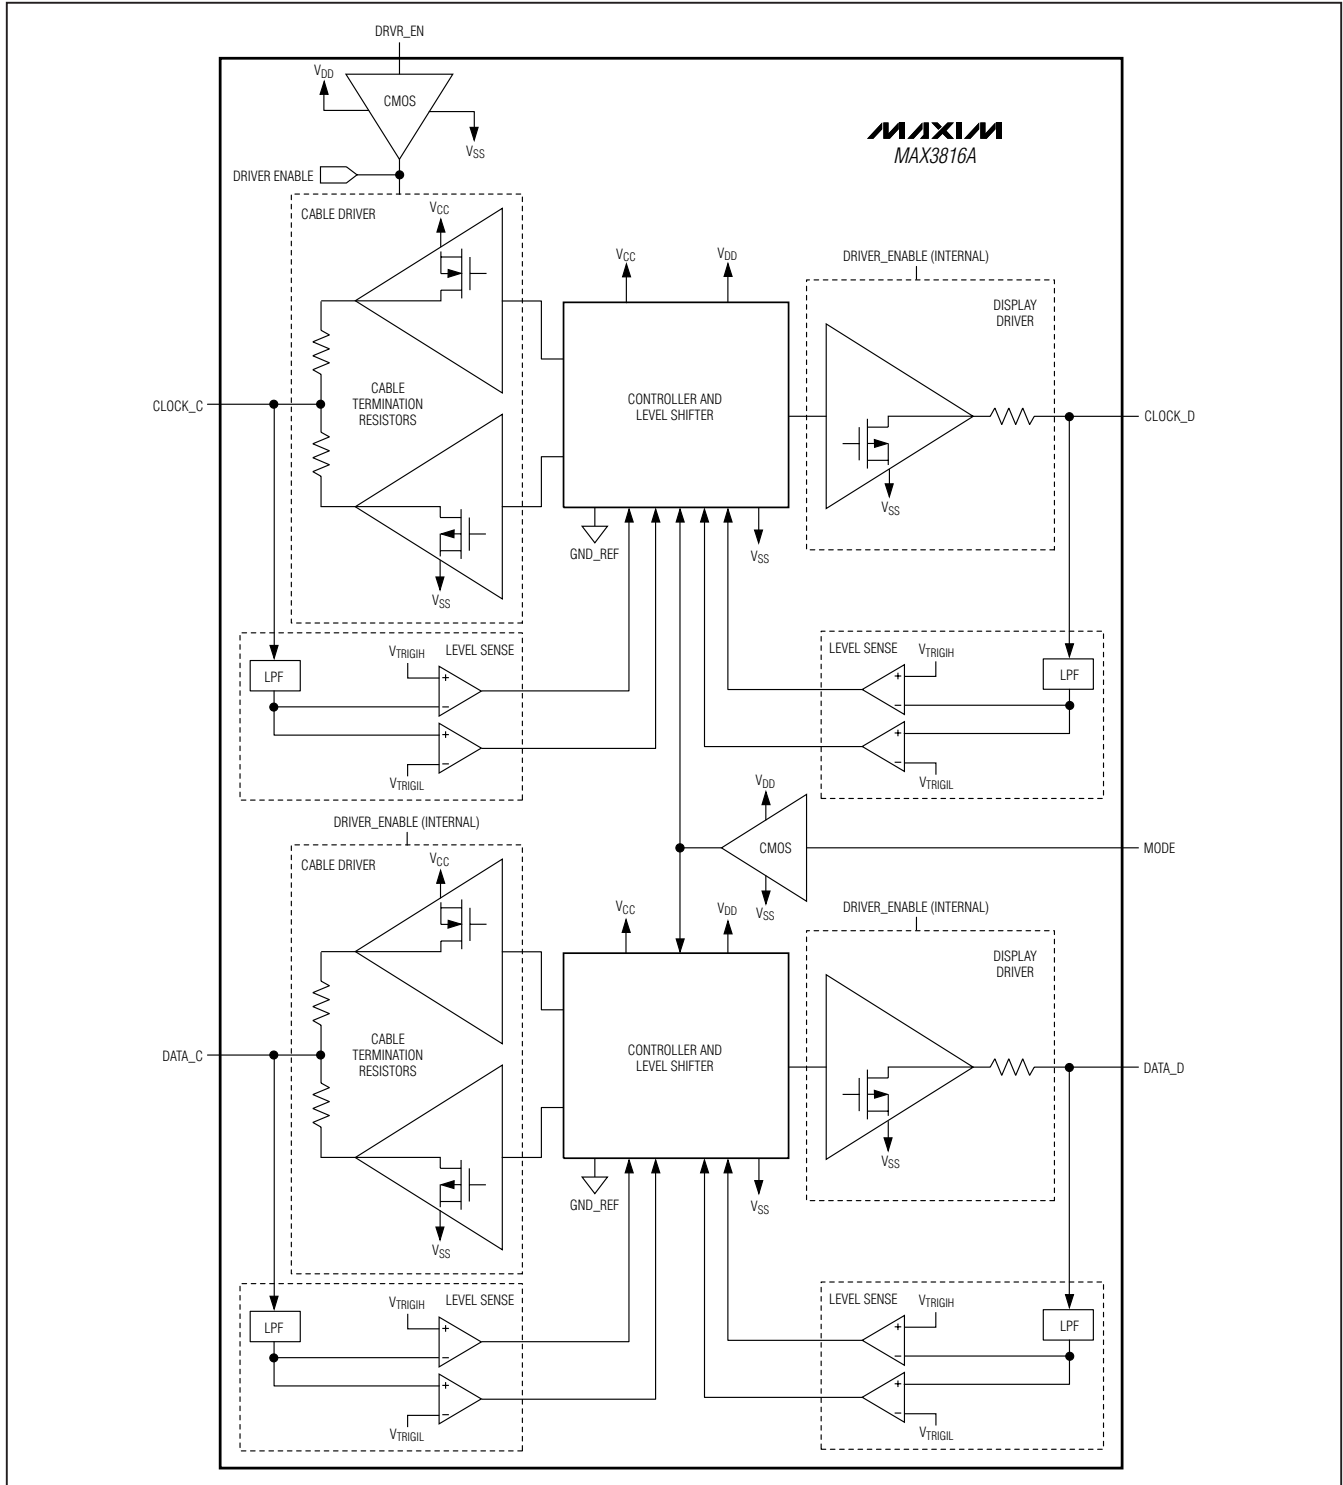 DRVR_EN
VDD
CMOS
VSS
MAXIM
MAX3816A
DRIVER ENABLE
CABLE DRIVER
VCC
CABLE
TERMINATION
RESISTORS
VSS
CLOCK_C
VCC
VDD
CONTROLLER AND
LEVEL SHIFTER
GND_REF
VSS
DRIVER_ENABLE (INTERNAL)
DISPLAY
DRIVER
VSS
CLOCK_D
LEVEL SENSE
VTRIGIH
LPF
+
−
+
−
VTRIGIL
LEVEL SENSE
VTRIGIH
LPF
+
−
+
−
VTRIGIL
VDD
CMOS
VSS
MODE
DRIVER_ENABLE (INTERNAL)
CABLE DRIVER
VCC
CABLE
TERMINATION
RESISTORS
VSS
DATA_C
VCC
VDD
CONTROLLER AND
LEVEL SHIFTER
GND_REF
VSS
DRIVER_ENABLE (INTERNAL)
DISPLAY
DRIVER
VSS
DATA_D
LEVEL SENSE
VTRIGIH
LPF
+
−
+
−
VTRIGIL
LEVEL SENSE
VTRIGIH
LPF
+
−
+
−
VTRIGIL